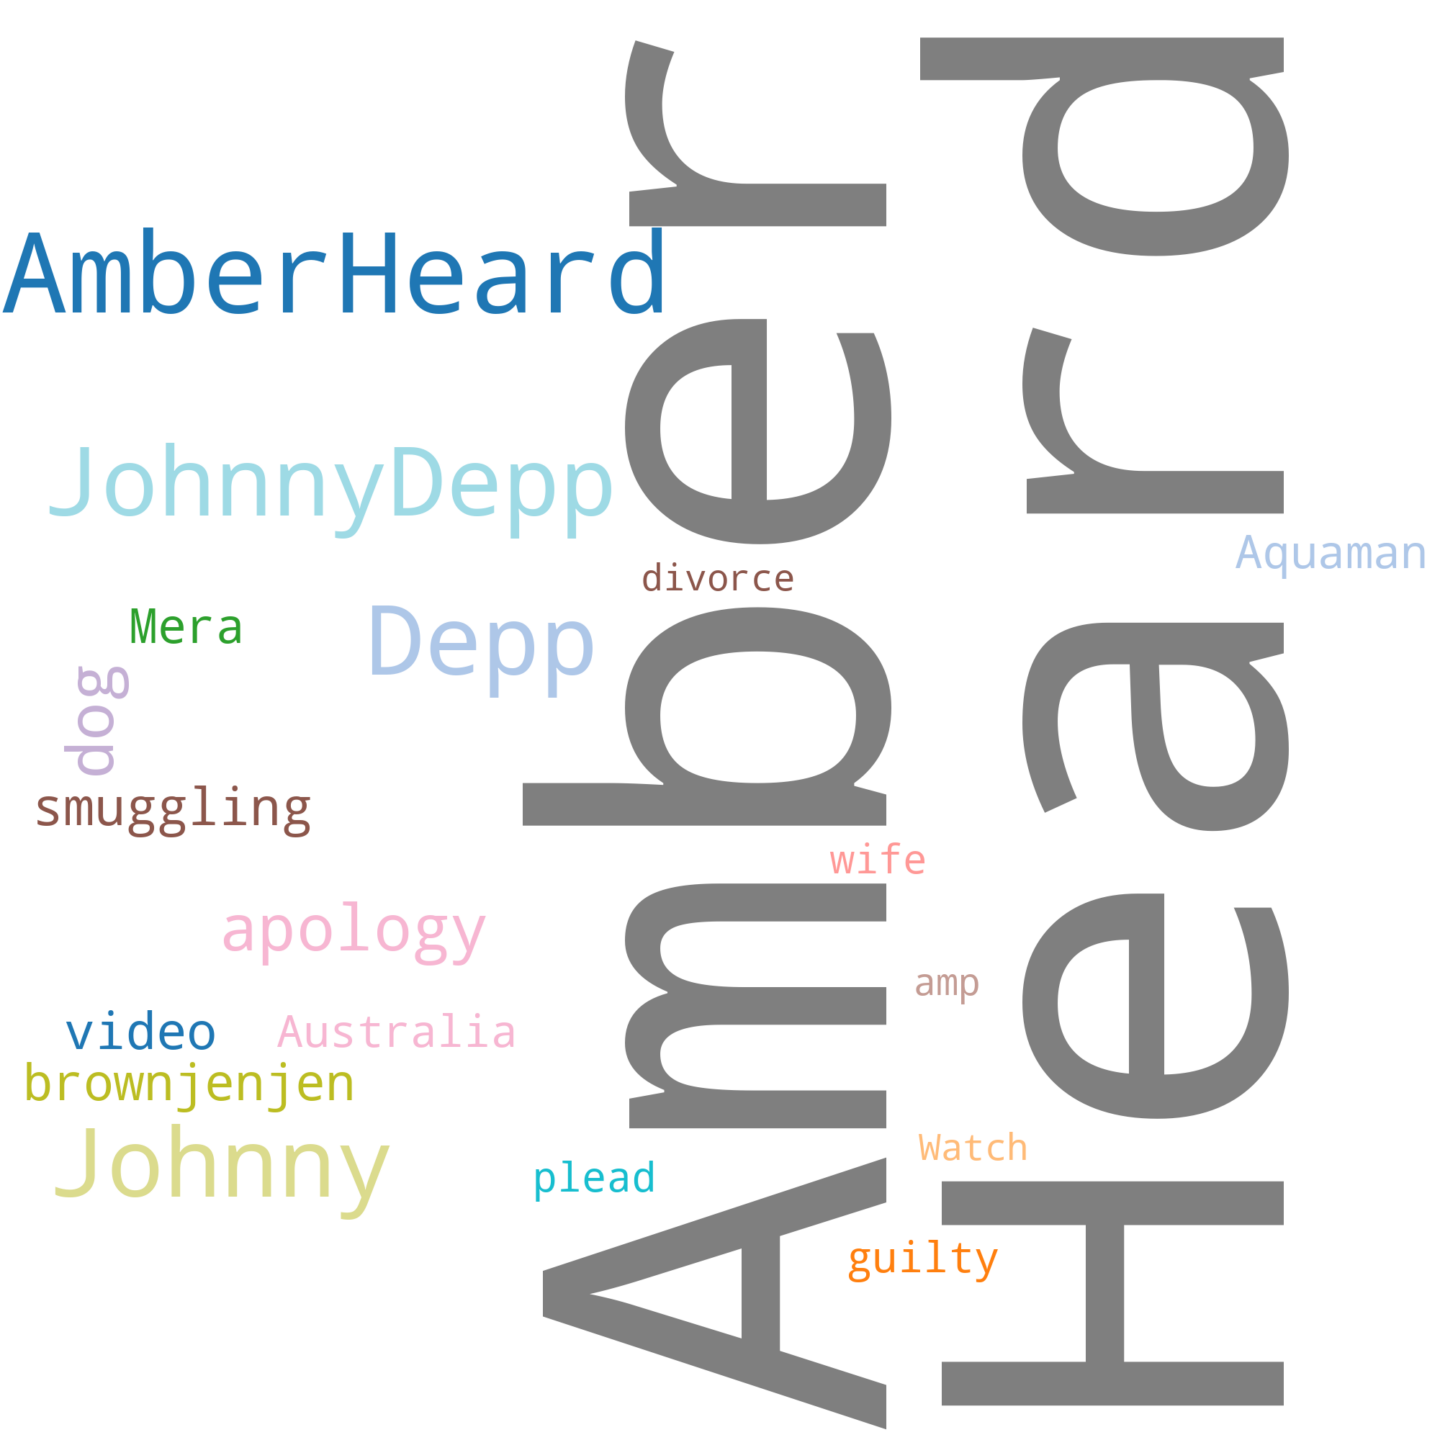 Amber
Heard
AmberHeard
JohnnyDepp
Aquaman
divorce
Mera
Depp
dog
smuggling
wife
apology
amp
video
Australia
brownjenjen
Johnny
Watch
plead
guilty